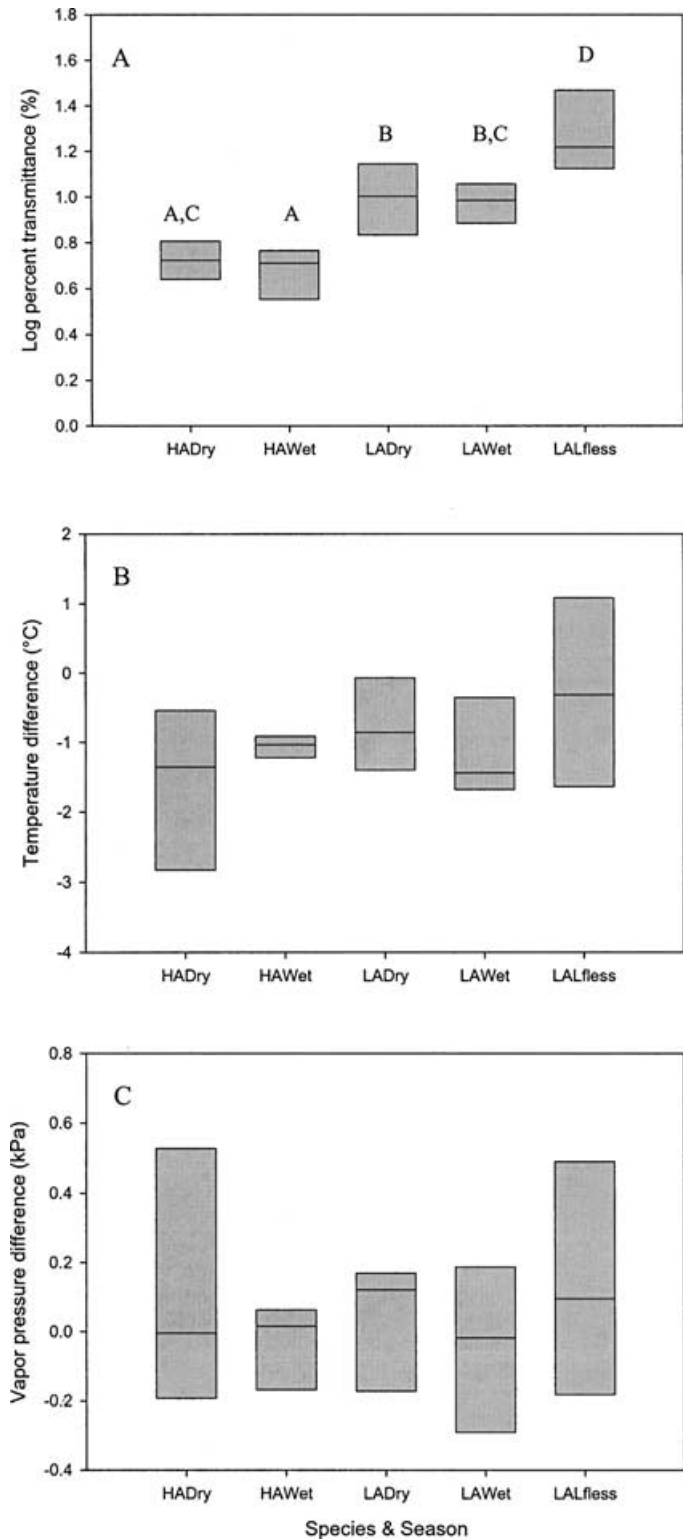 A
Log percent transmittance (%)
1.8
1.6
1.4
1.2
1.0
0.8
0.6
0.4
0.2
0.0
A,C
A
B
B,C
D
HADry
HAWet
LADry
LAWet
LALfless
B
Temperature difference (°C)
2
1
0
-1
-2
-3
-4
HADry
HAWet
LADry
LAWet
LALfless
C
Vapor pressure difference (kPa)
0.8
0.6
0.4
0.2
0.0
-0.2
-0.4
HADry
HAWet
LADry
LAWet
LALfless
Species & Season